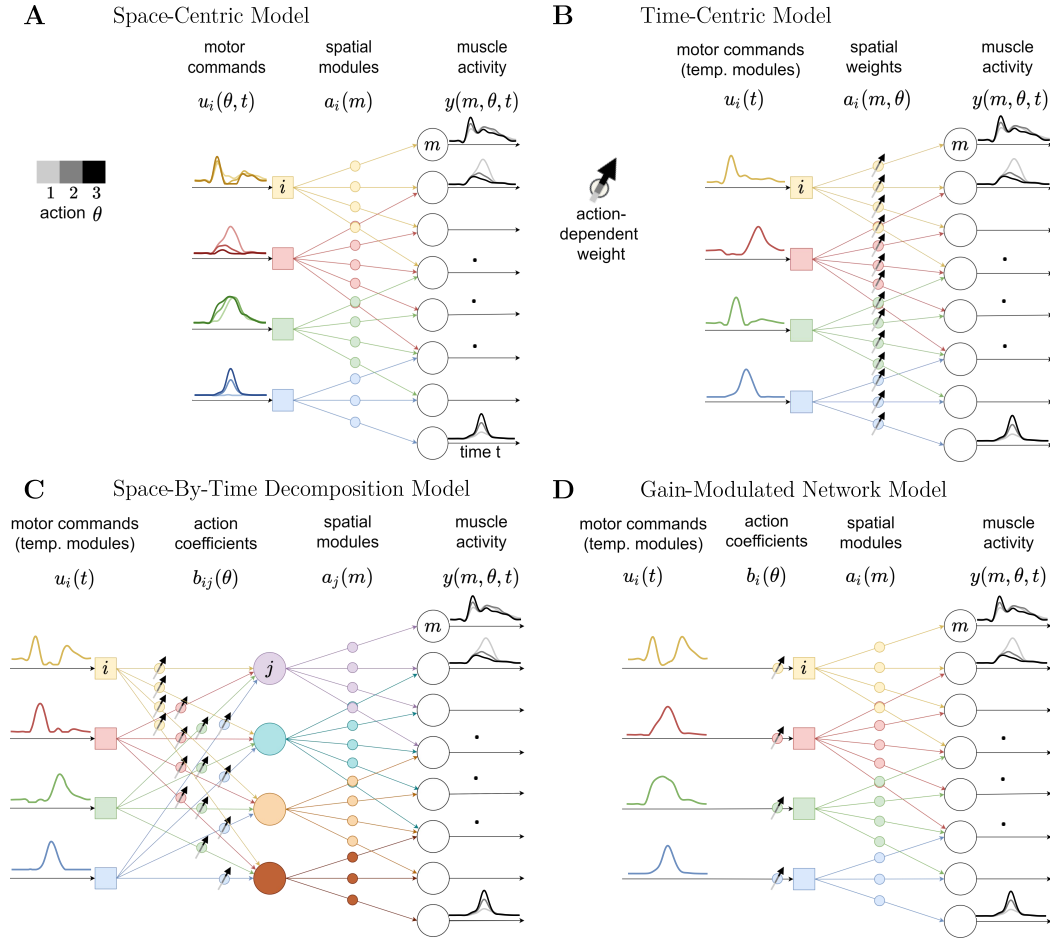 A Space-Centric Model
motor commands
spatial modules
muscle activity
u_i(θ, t)
a_i(m)
y(m, θ, t)
m
i
1 2 3
action θ
time t
B Time-Centric Model
motor commands (temp. modules)
spatial weights
muscle activity
u_i(t)
a_i(m, θ)
y(m, θ, t)
m
i
action-
dependent
weight
C Space-By-Time Decomposition Model
motor commands (temp. modules)
action coefficients
spatial modules
muscle activity
u_i(t)
b_ij(θ)
a_j(m)
y(m, θ, t)
m
i
j
D Gain-Modulated Network Model
motor commands (temp. modules)
action coefficients
spatial modules
muscle activity
u_i(t)
b_i(θ)
a_i(m)
y(m, θ, t)
m
i